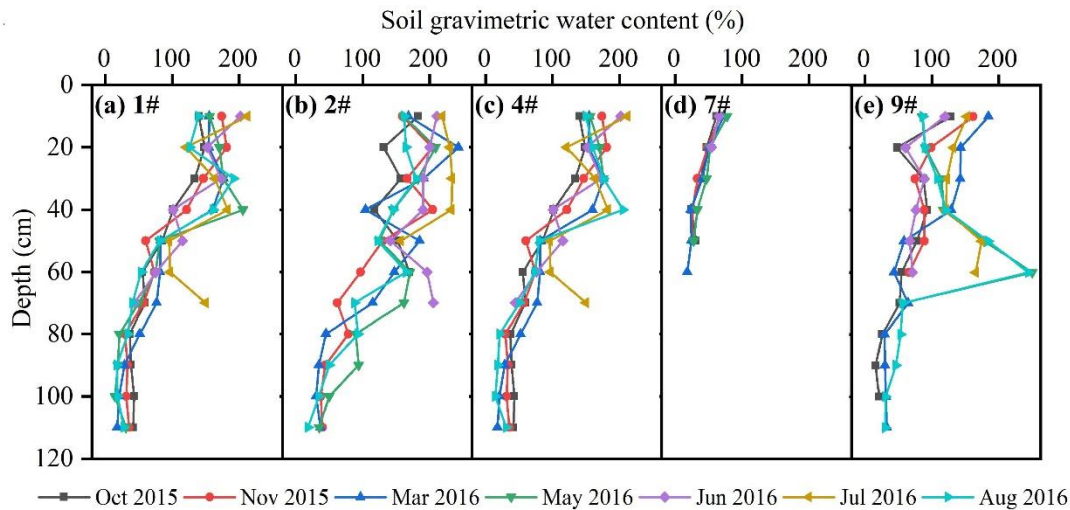 Soil gravimetric water content (%)
0 100 200 0 100 200 0 100 200 0 100 200 0 100 200
0
20
40
60
80
100
120
Depth (cm)
(a) 1# (b) 2# (c) 4# (d) 7# (e) 9#
Oct 2015 Nov 2015 Mar 2016 May 2016 Jun 2016 Jul 2016 Aug 2016